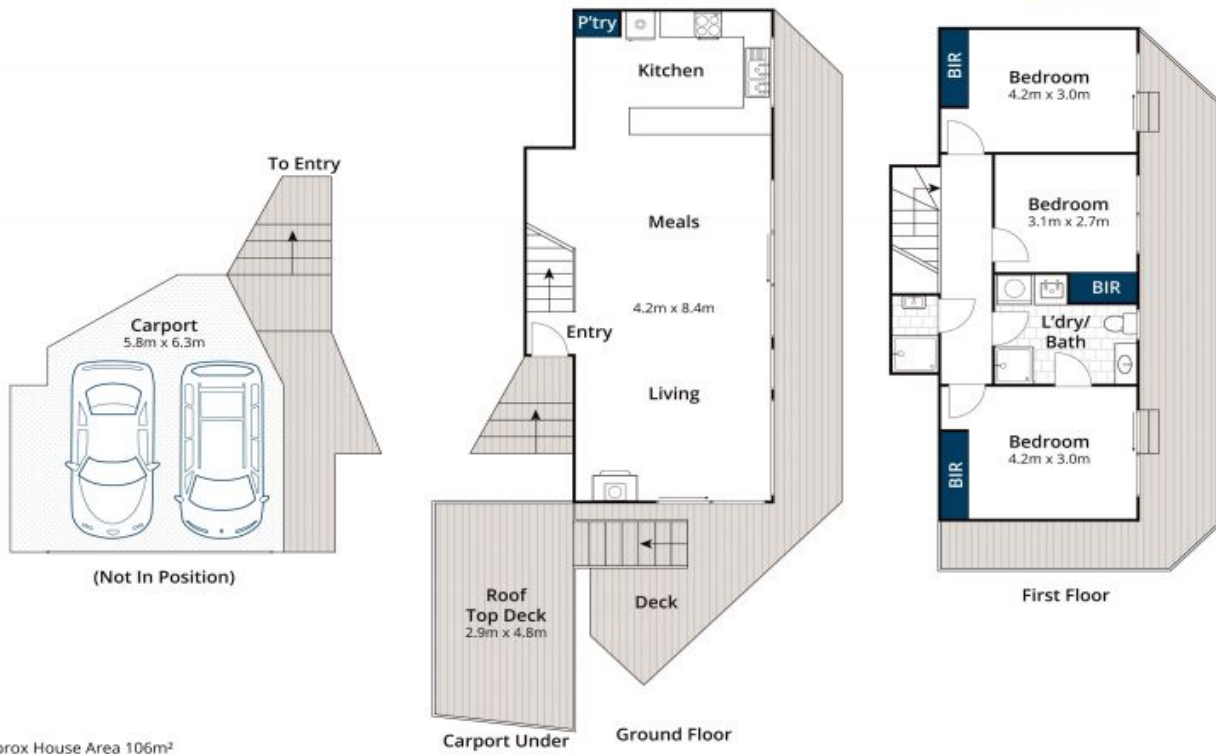 To Entry
Carport
5.8m x 6.3m
(Not In Position)
P'try
Kitchen
Meals
4.2m x 8.4m
Entry
Living
Roof
Top Deck
2.9m x 4.8m
Deck
Carport Under
Ground Floor
BIR
Bedroom
4.2m x 3.0m
Bedroom
3.1m x 2.7m
BIR
L'dry/
Bath
BIR
Bedroom
4.2m x 3.0m
First Floor
prox House Area 106m²